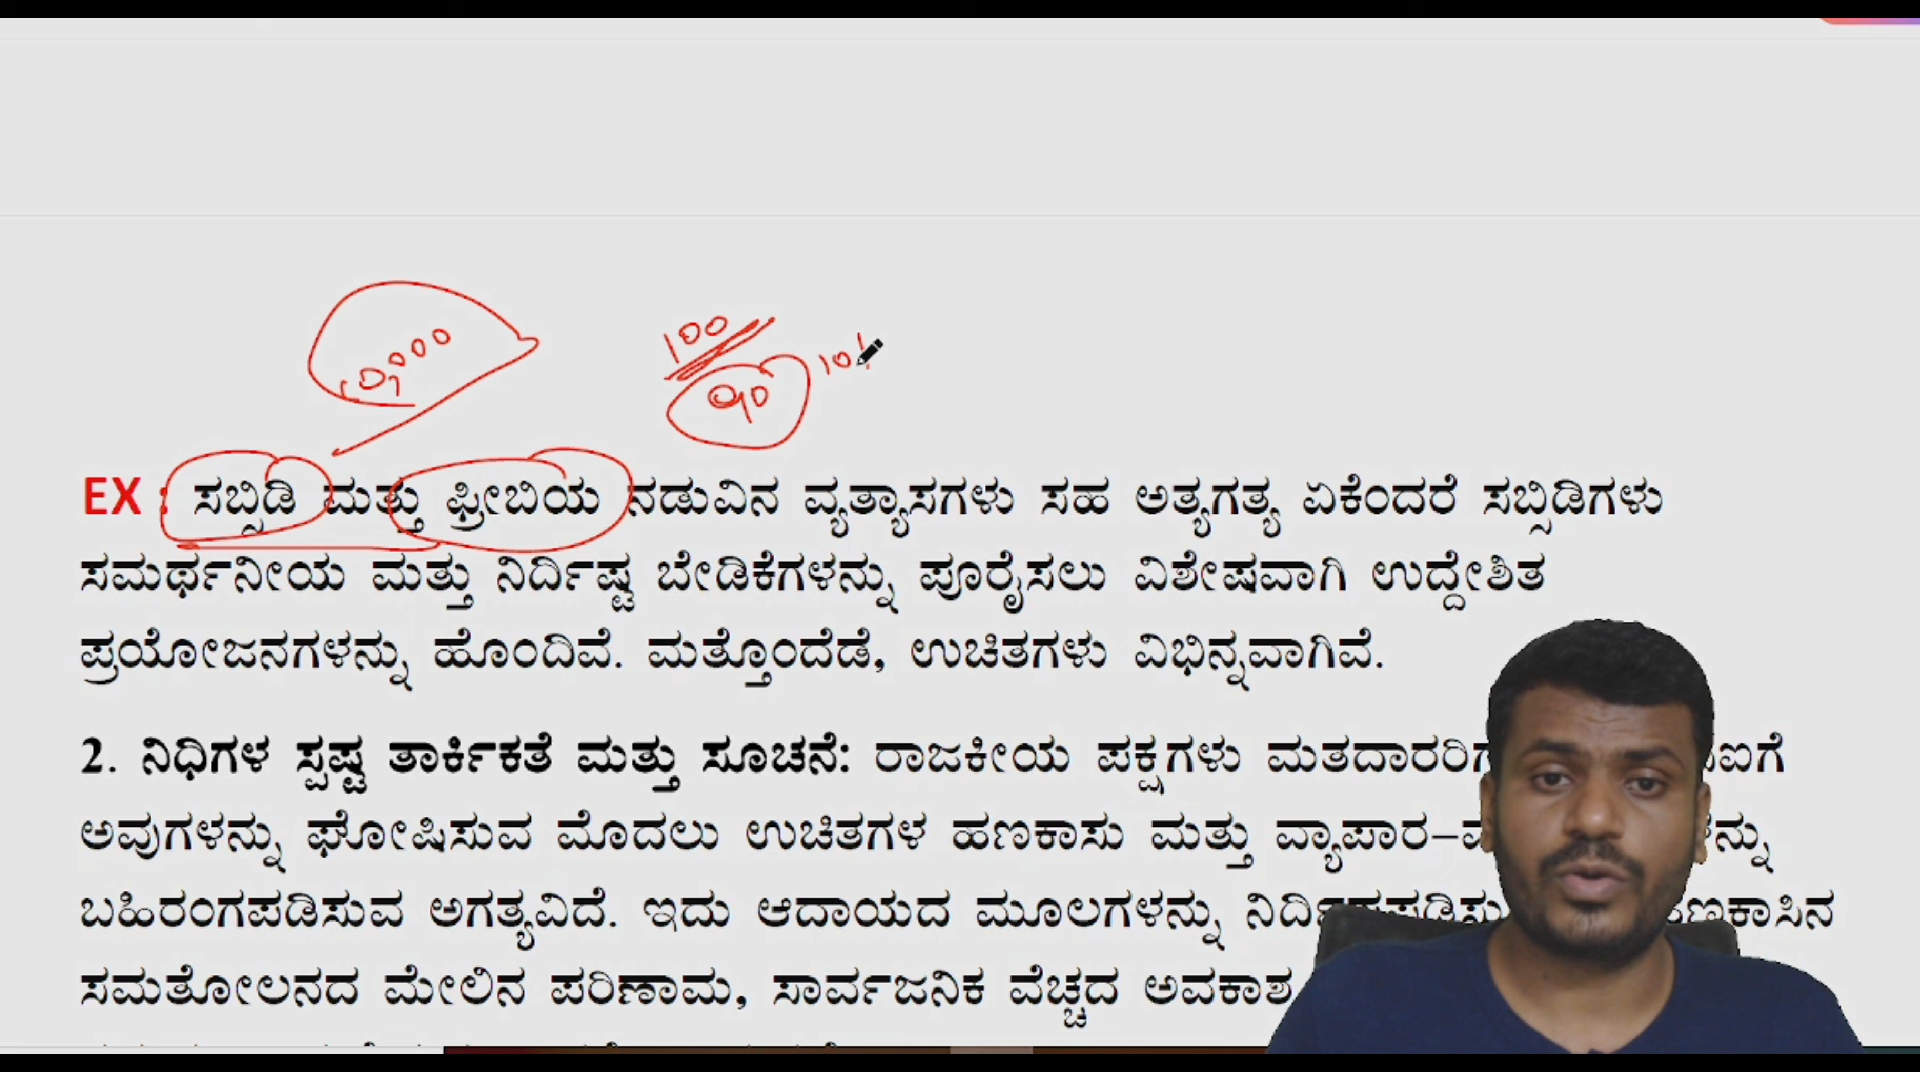 10,000
100
90
10%
EX : ಸಬ್ಸಿಡಿ ಮತ್ತು ಫ್ರೀಬಿಯ ನಡುವಿನ ವ್ಯತ್ಯಾಸಗಳು ಸಹ ಅತ್ಯಗತ್ಯ ಏಕೆಂದರೆ ಸಬ್ಸಿಡಿಗಳು
ಸಮರ್ಥನೀಯ ಮತ್ತು ನಿರ್ದಿಷ್ಟ ಬೇಡಿಕೆಗಳನ್ನು ಪೂರೈಸಲು ವಿಶೇಷವಾಗಿ ಉದ್ದೇಶಿತ
ಪ್ರಯೋಜನಗಳನ್ನು ಹೊಂದಿವೆ. ಮತ್ತೊಂದೆಡೆ, ಉಚಿತಗಳು ವಿಭಿನ್ನವಾಗಿವೆ.
2. ನಿಧಿಗಳ ಸ್ಪಷ್ಟ ತಾರ್ಕಿಕತೆ ಮತ್ತು ಸೂಚನೆ: ರಾಜಕೀಯ ಪಕ್ಷಗಳು
ಅವುಗಳನ್ನು ಘೋಷಿಸುವ ಮೊದಲು ಉಚಿತಗಳ ಹಣಕಾಸು ಮತ್ತು
ಬಹಿರಂಗಪಡಿಸುವ ಅಗತ್ಯವಿದೆ. ಇದು ಆದಾಯದ ಮೂಲಗಳನ್ನು
ಸಮತೋಲನದ ಮೇಲಿನ ಪರಿಣಾಮ, ಸಾರ್ವಜನಿಕ ವೆಚ್ಚದ ಅವಕಾಶ